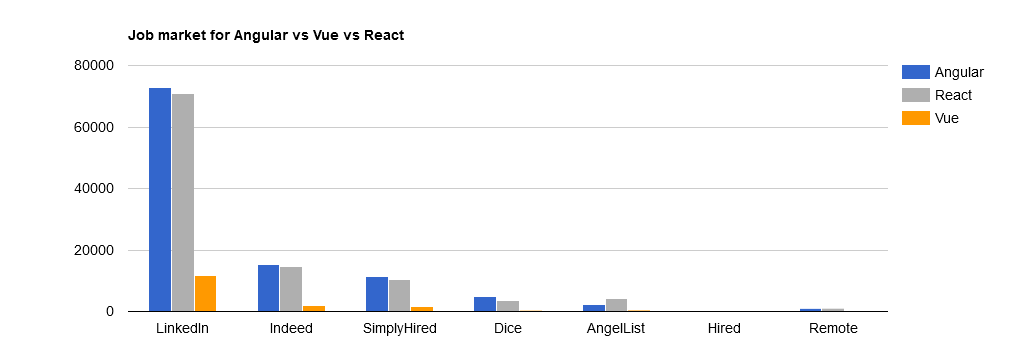 Job market for Angular vs Vue vs React
80000
60000
40000
20000
0
LinkedIn Indeed SimplyHired Dice AngelList Hired Remote
Angular
React
Vue